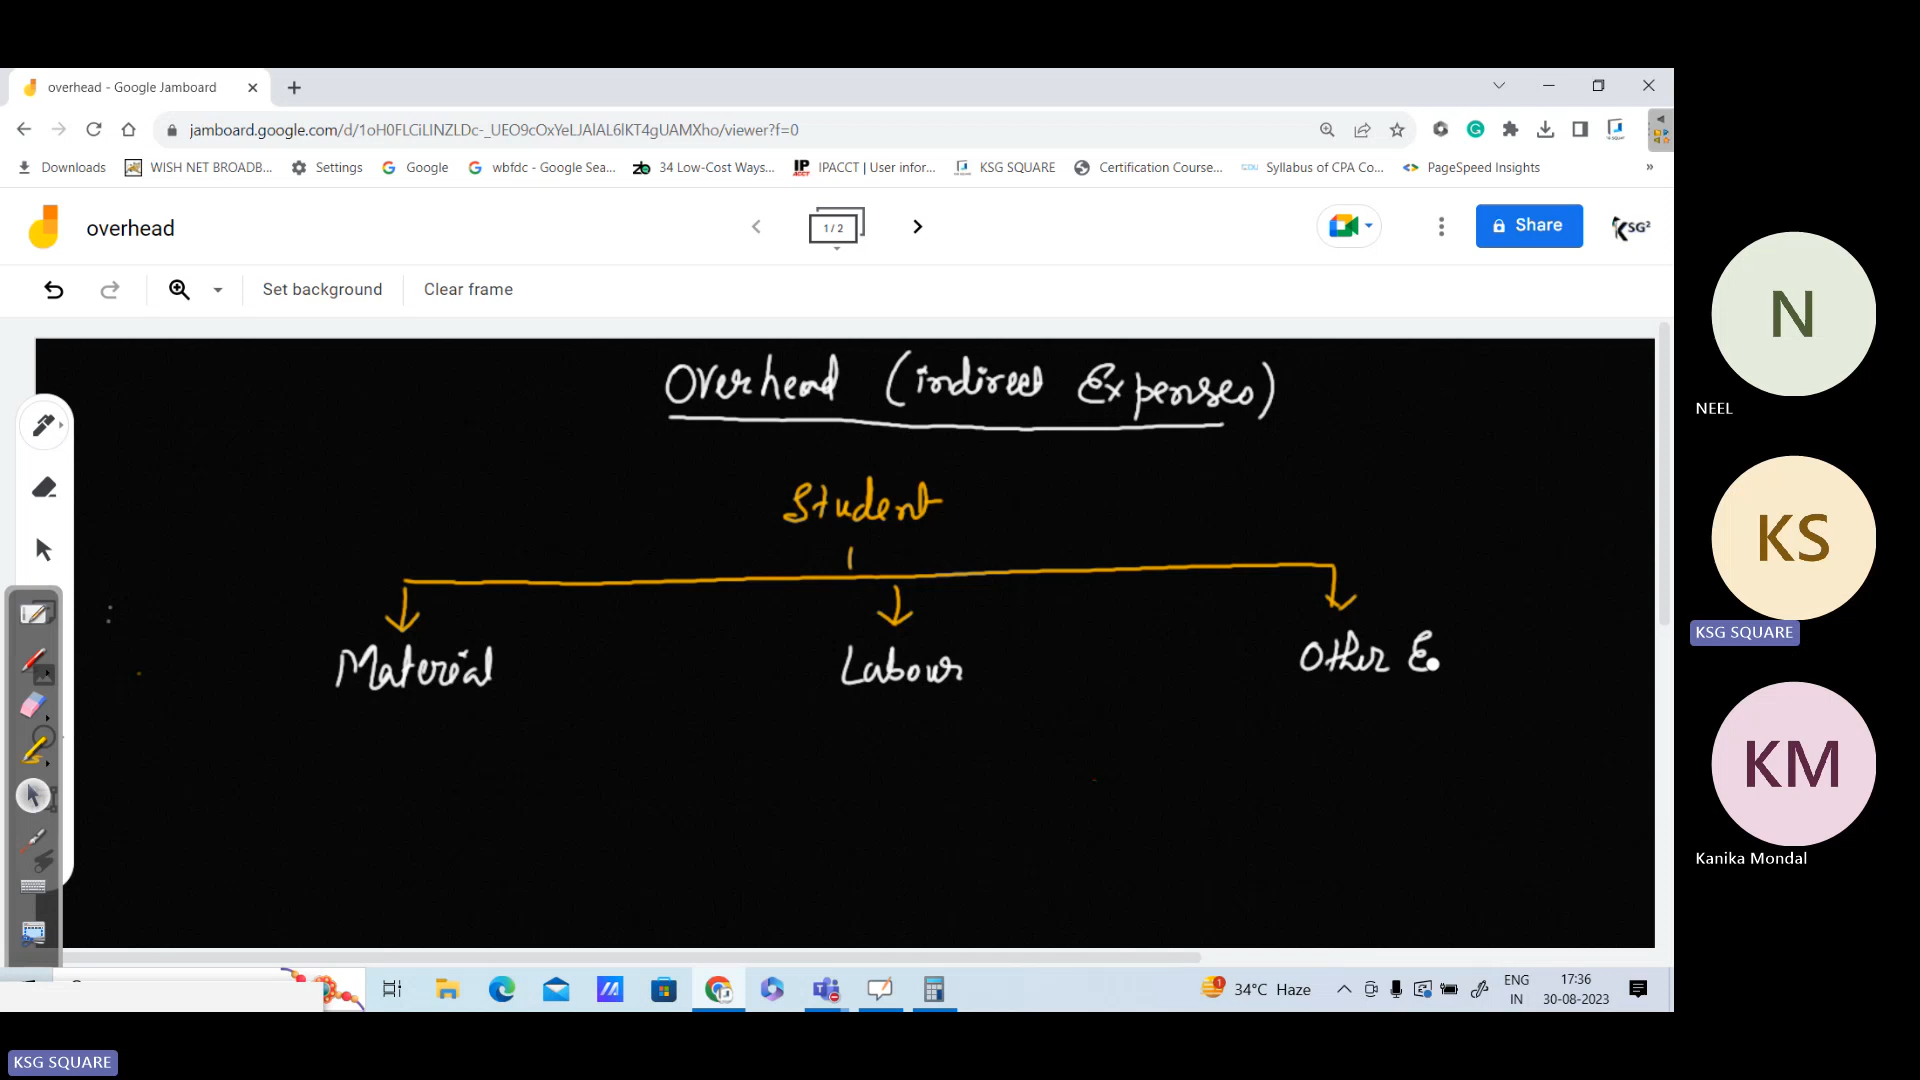 overhead - Google Jamboard
jamboard.google.com/d/1oH0FLCiLINZLDc-_UEO9cOxYeLJAlAL6lKT4gUAMXho/viewer?f=0
Downloads WISH NET BROADB... Settings Google wbfdc - Google Sea... 34 Low-Cost Ways... IPACCT | User infor... KSG SQUARE Certification Course... Syllabus of CPA Co... PageSpeed Insights »
overhead 1 / 2 Share KSG²
Set background Clear frame
Overhead (indirect Expenses)
Student
Material Labour Other E
N
NEEL
KS
KSG SQUARE
KM
Kanika Mondal
34°C Haze ENG IN 17:36 30-08-2023
KSG SQUARE